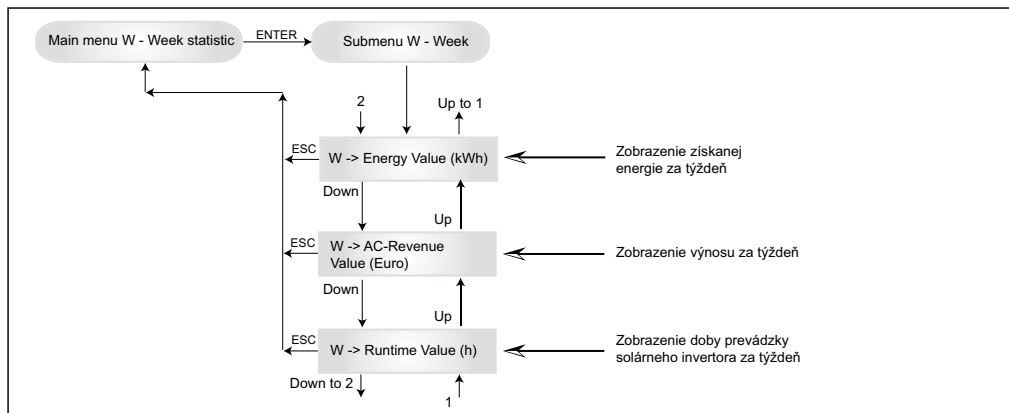 Main menu W - Week statistic
ENTER
Submenu W - Week
2
Up to 1
ESC
W -> Energy Value (kWh)
Zobrazenie získanej
energie za týždeň
Down
Up
ESC
W -> AC-Revenue
Value (Euro)
Zobrazenie výnosu za týždeň
Down
Up
ESC
W -> Runtime Value (h)
Zobrazenie doby prevádzky
solárneho invertora za týždeň
Down to 2
1